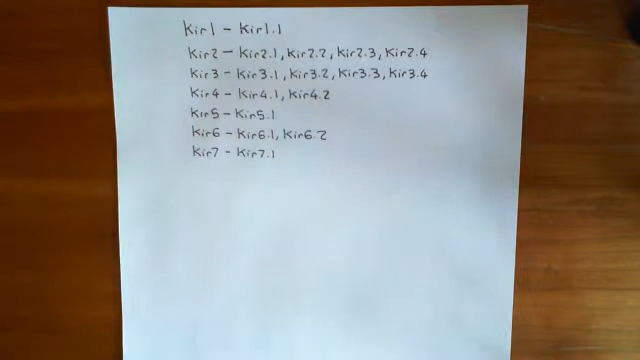 Kir1 - Kir1.1
Kir2 - Kir2.1, Kir2.2, Kir2.3, Kir2.4
Kir3 - Kir3.1, Kir3.2, Kir3.3, Kir3.4
Kir4 - Kir4.1, Kir4.2
Kir5 - Kir5.1
Kir6 - Kir6.1, Kir6.2
Kir7 - Kir7.1